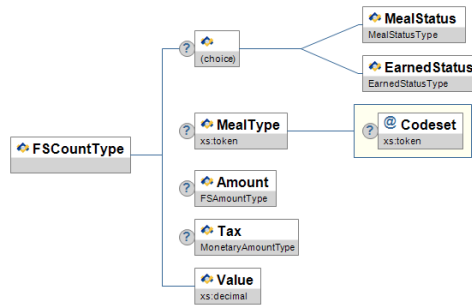 MealStatus
MealStatusType
?
(choice)
EarnedStatus
EarnedStatusType
? MealType
xs:token
? @ Codeset
xs:token
FSCountType
? Amount
FSAmountType
? Tax
MonetaryAmountType
Value
xs:decimal